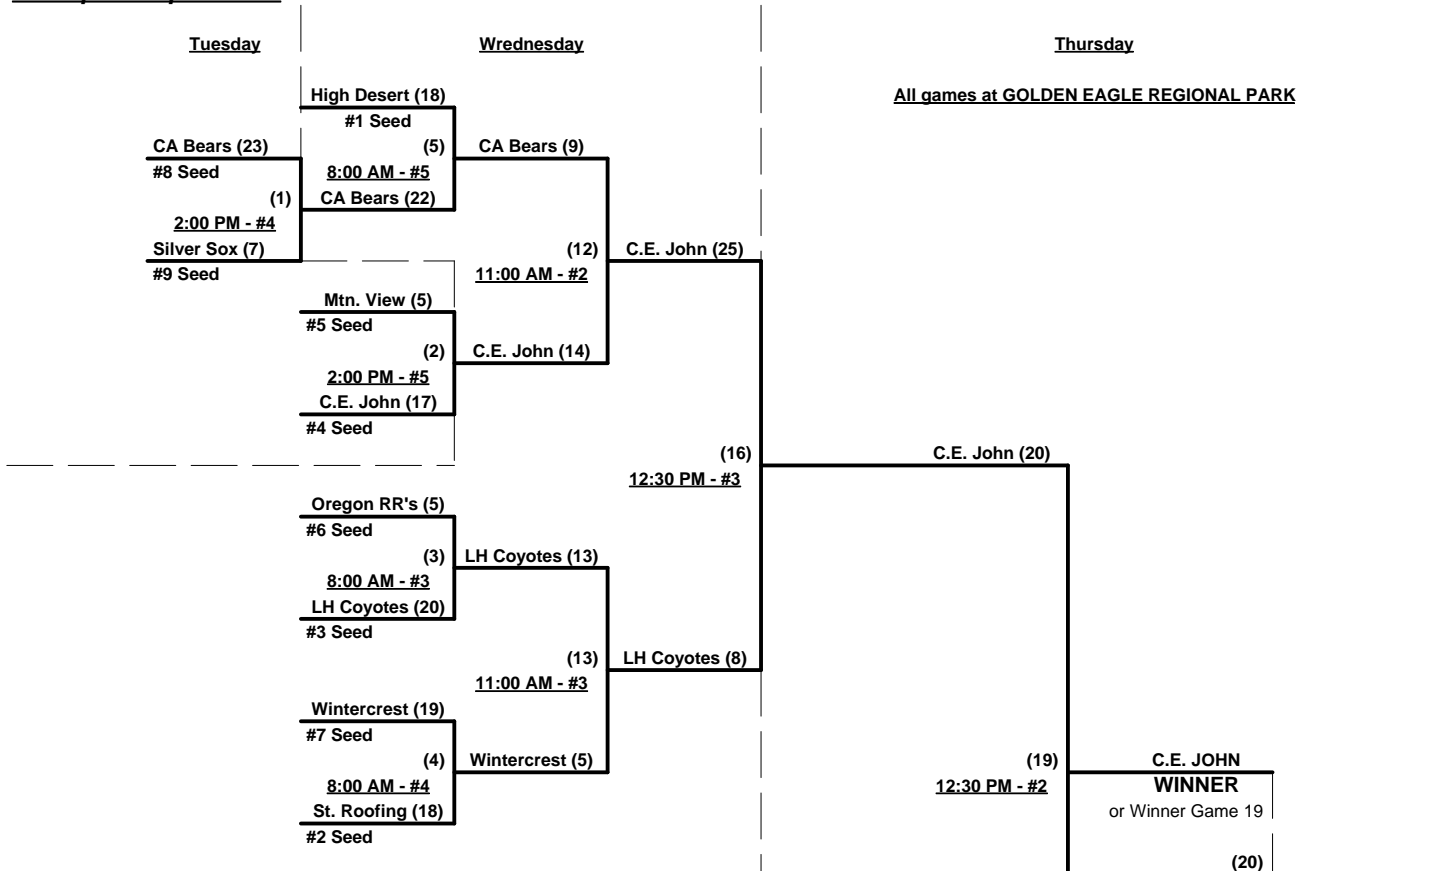 Tuesday
Wrednesday
Thursday
High Desert (18)
All games at GOLDEN EAGLE REGIONAL PARK
#1 Seed
CA Bears (23)
(5)
CA Bears (9)
#8 Seed
8:00 AM - #5
(1)
CA Bears (22)
2:00 PM - #4
Silver Sox (7)
(12)
C.E. John (25)
#9 Seed
11:00 AM - #2
Mtn. View (5)
#5 Seed
(2)
C.E. John (14)
2:00 PM - #5
C.E. John (17)
#4 Seed
(16)
C.E. John (20)
12:30 PM - #3
Oregon RR's (5)
#6 Seed
(3)
LH Coyotes (13)
8:00 AM - #3
LH Coyotes (20)
#3 Seed
(13)
LH Coyotes (8)
11:00 AM - #3
Wintercrest (19)
#7 Seed
(4)
Wintercrest (5)
(19)
C.E. JOHN
8:00 AM - #4
12:30 PM - #2
WINNER
St. Roofing (18)
or Winner Game 19
#2 Seed
(20)